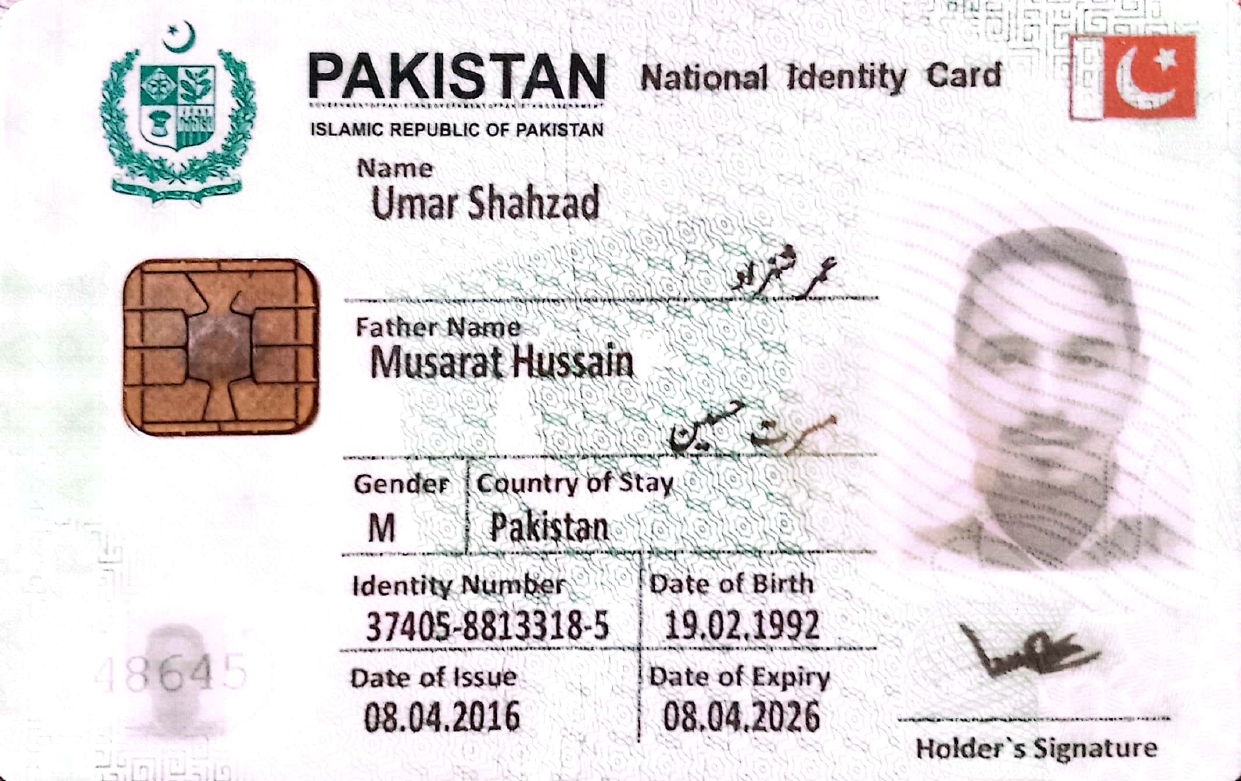 PAKISTAN National Identity Card
ISLAMIC REPUBLIC OF PAKISTAN
Name
Umar Shahzad
عمر شہزاد
Father Name
Musarat Hussain
مسرت حسین
Gender Country of Stay
M Pakistan
Identity Number Date of Birth
37405-8813318-5 19.02.1992
Date of Issue Date of Expiry
08.04.2016 08.04.2026
48645
Holder`s Signature